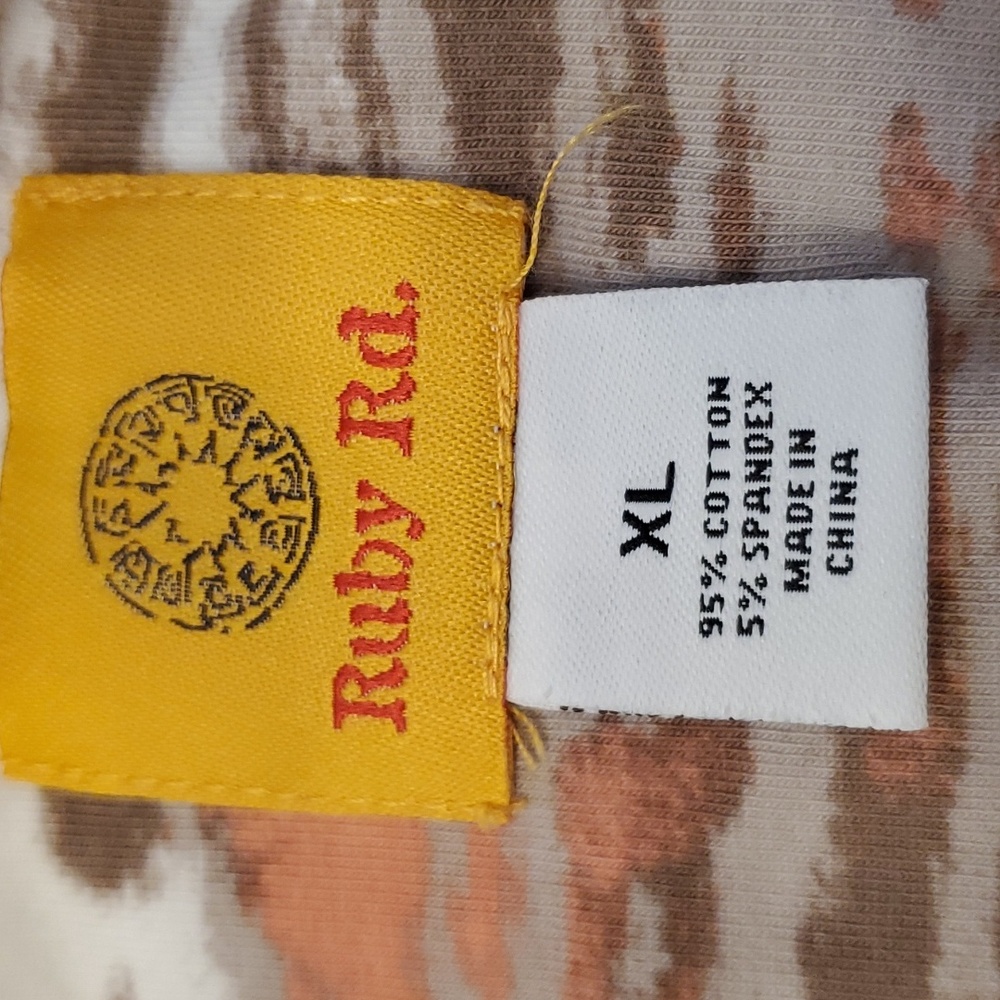 Ruby Rd.
XL
95% COTTON
5% SPANDEX
MADE IN
CHINA